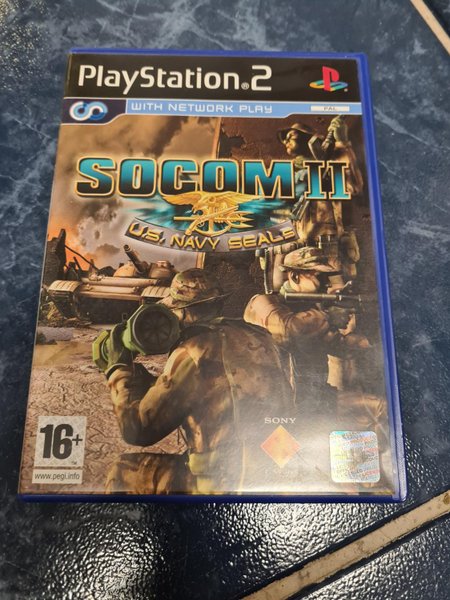 PlayStation®2
WITH NETWORK PLAY
PAL
SOCOM II
U.S. NAVY SEALs
SONY
16+
www.pegi.info